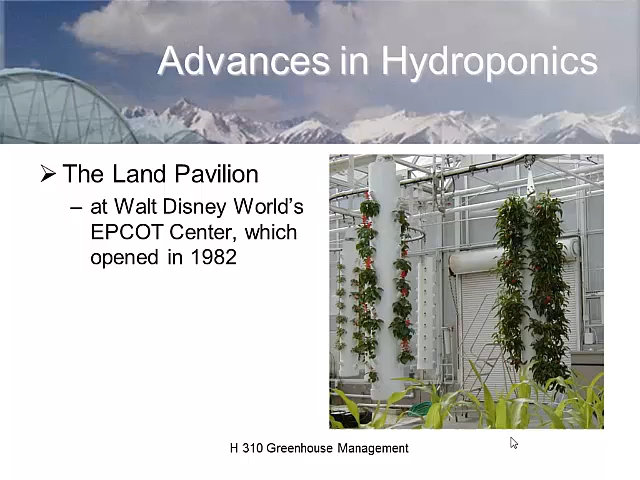 Advances in Hydroponics
The Land Pavilion
– at Walt Disney World’s
EPCOT Center, which
opened in 1982
H 310 Greenhouse Management